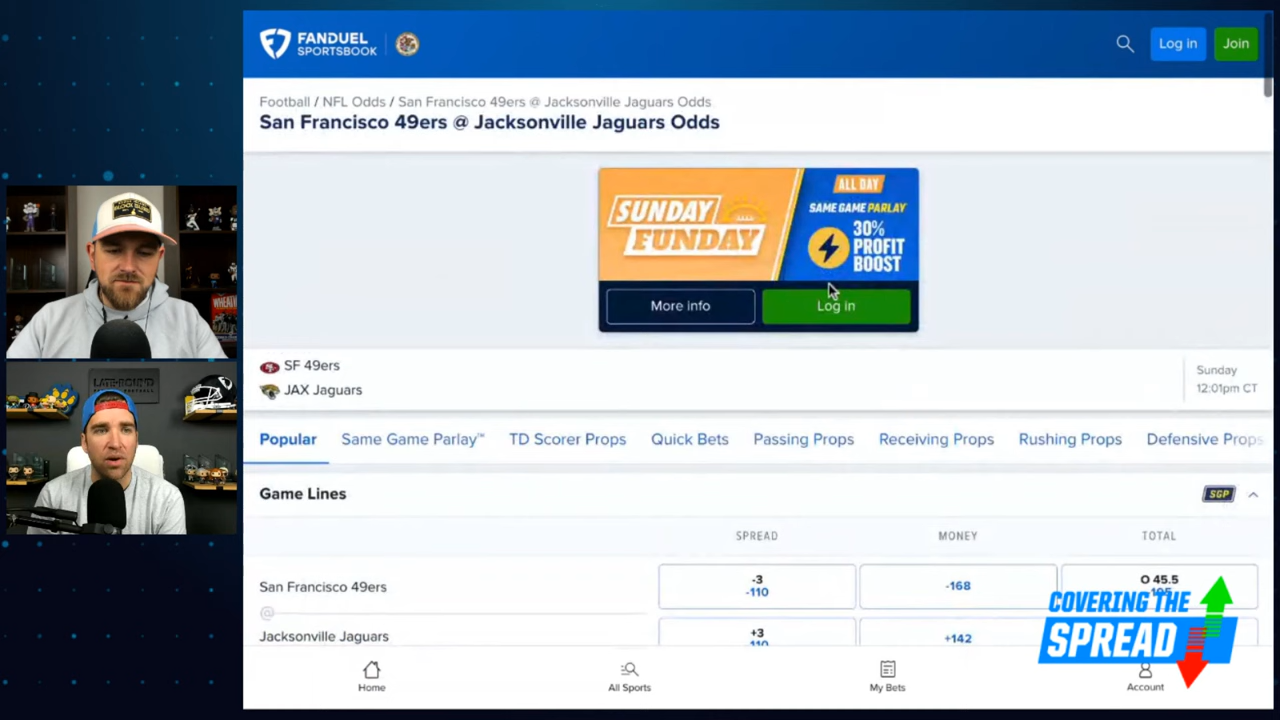 FANDUEL
SPORTSBOOK
Log in
Join
Football / NFL Odds / San Francisco 49ers @ Jacksonville Jaguars Odds
San Francisco 49ers @ Jacksonville Jaguars Odds
SUNDAY
FUNDAY
ALL DAY
SAME GAME PARLAY
30%
PROFIT
BOOST
More info
Log in
SF 49ers
JAX Jaguars
Sunday
12:01pm CT
Popular
Same Game Parlay™
TD Scorer Props
Quick Bets
Passing Props
Receiving Props
Rushing Props
Defensive Props
Game Lines
SGP
SPREAD
MONEY
TOTAL
San Francisco 49ers
-3
-110
-168
O 45.5
@
Jacksonville Jaguars
+3
-110
+142
COVERING THE
SPREAD
Home
All Sports
My Bets
Account
LATE-ROUND